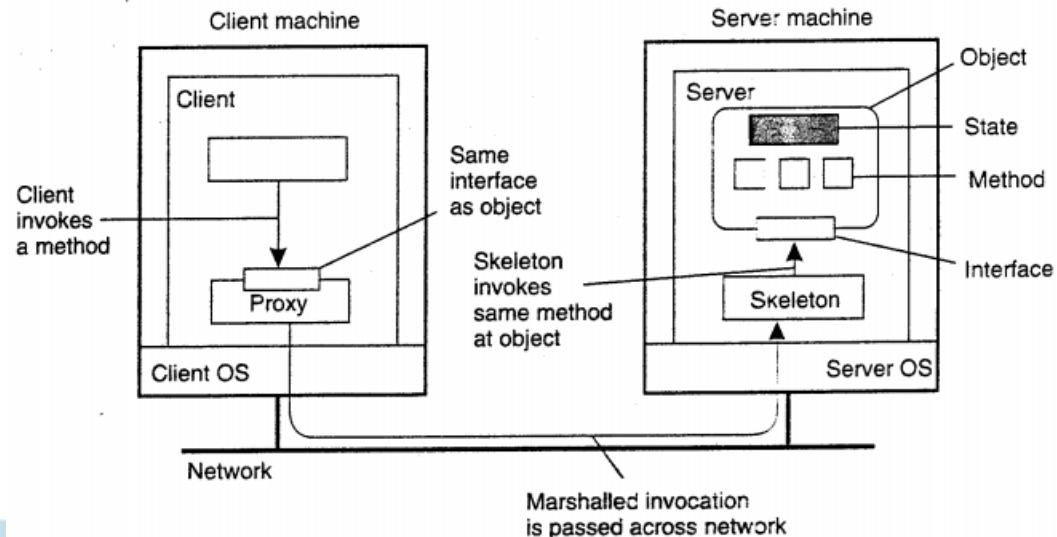 Client machine
Server machine
Object
Client
Server
State
Same
interface
as object
Method
Client
invokes
a method
Skeleton
invokes
same method
at object
Interface
Proxy
Skeleton
Client OS
Server OS
Network
Marshalled invocation
is passed across network